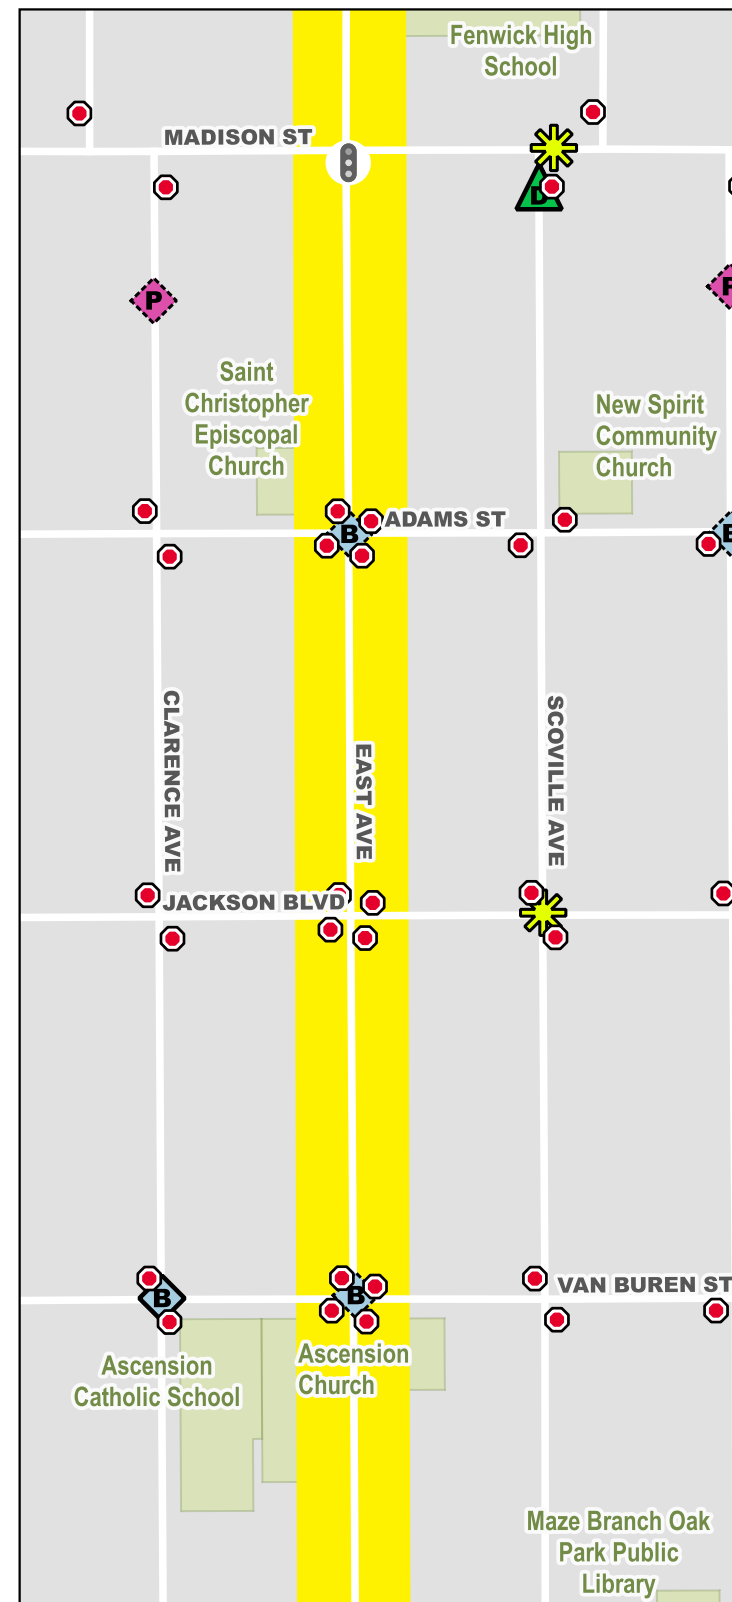 Fenwick High
School
MADISON ST
D
P
P
Saint
Christopher
Episcopal
Church
New Spirit
Community
Church
ADAMS ST
B
B
CLARENCE AVE
EAST AVE
SCOVILLE AVE
JACKSON BLVD
VAN BUREN ST
B
B
Ascension
Catholic School
Ascension
Church
Maze Branch Oak
Park Public
Library